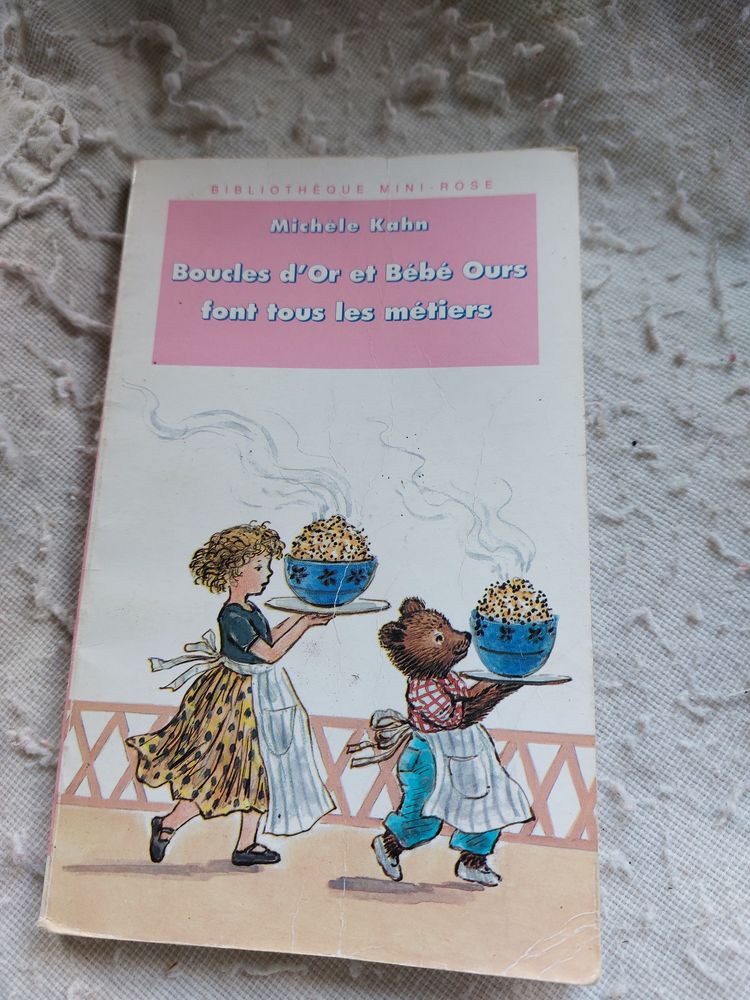 BIBLIOTHÈQUE MINI-ROSE
Michèle Kahn
Boucles d'Or et Bébé Ours
font tous les métiers